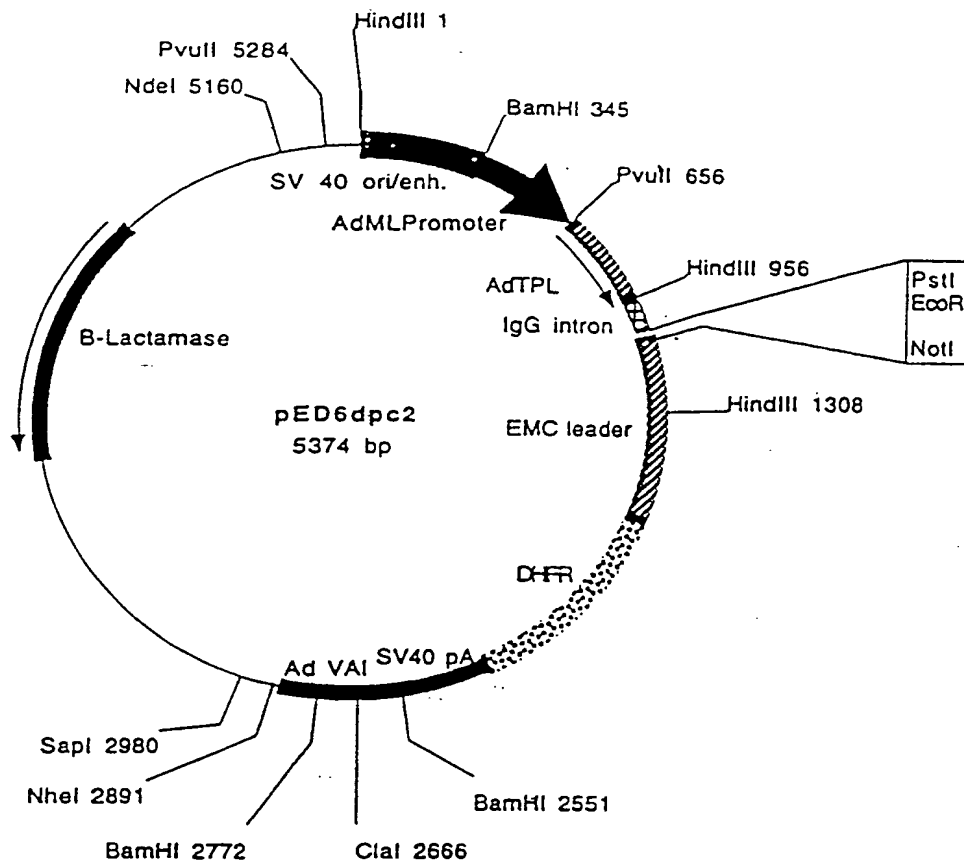 HindIII 1
PvuII 5284
NdeI 5160
BamHI 345
SV 40 ori/enh.
PvuII 656
AdMLPromoter
HindIII 956
AdTPL
PstI
EcoR
IgG intron
B-Lactamase
NotI
pED6dpc2
5374 bp
HindIII 1308
EMC leader
DHFR
Ad VAI
SV40 pA
SapI 2980
NheI 2891
BamHI 2551
BamHI 2772
ClaI 2666